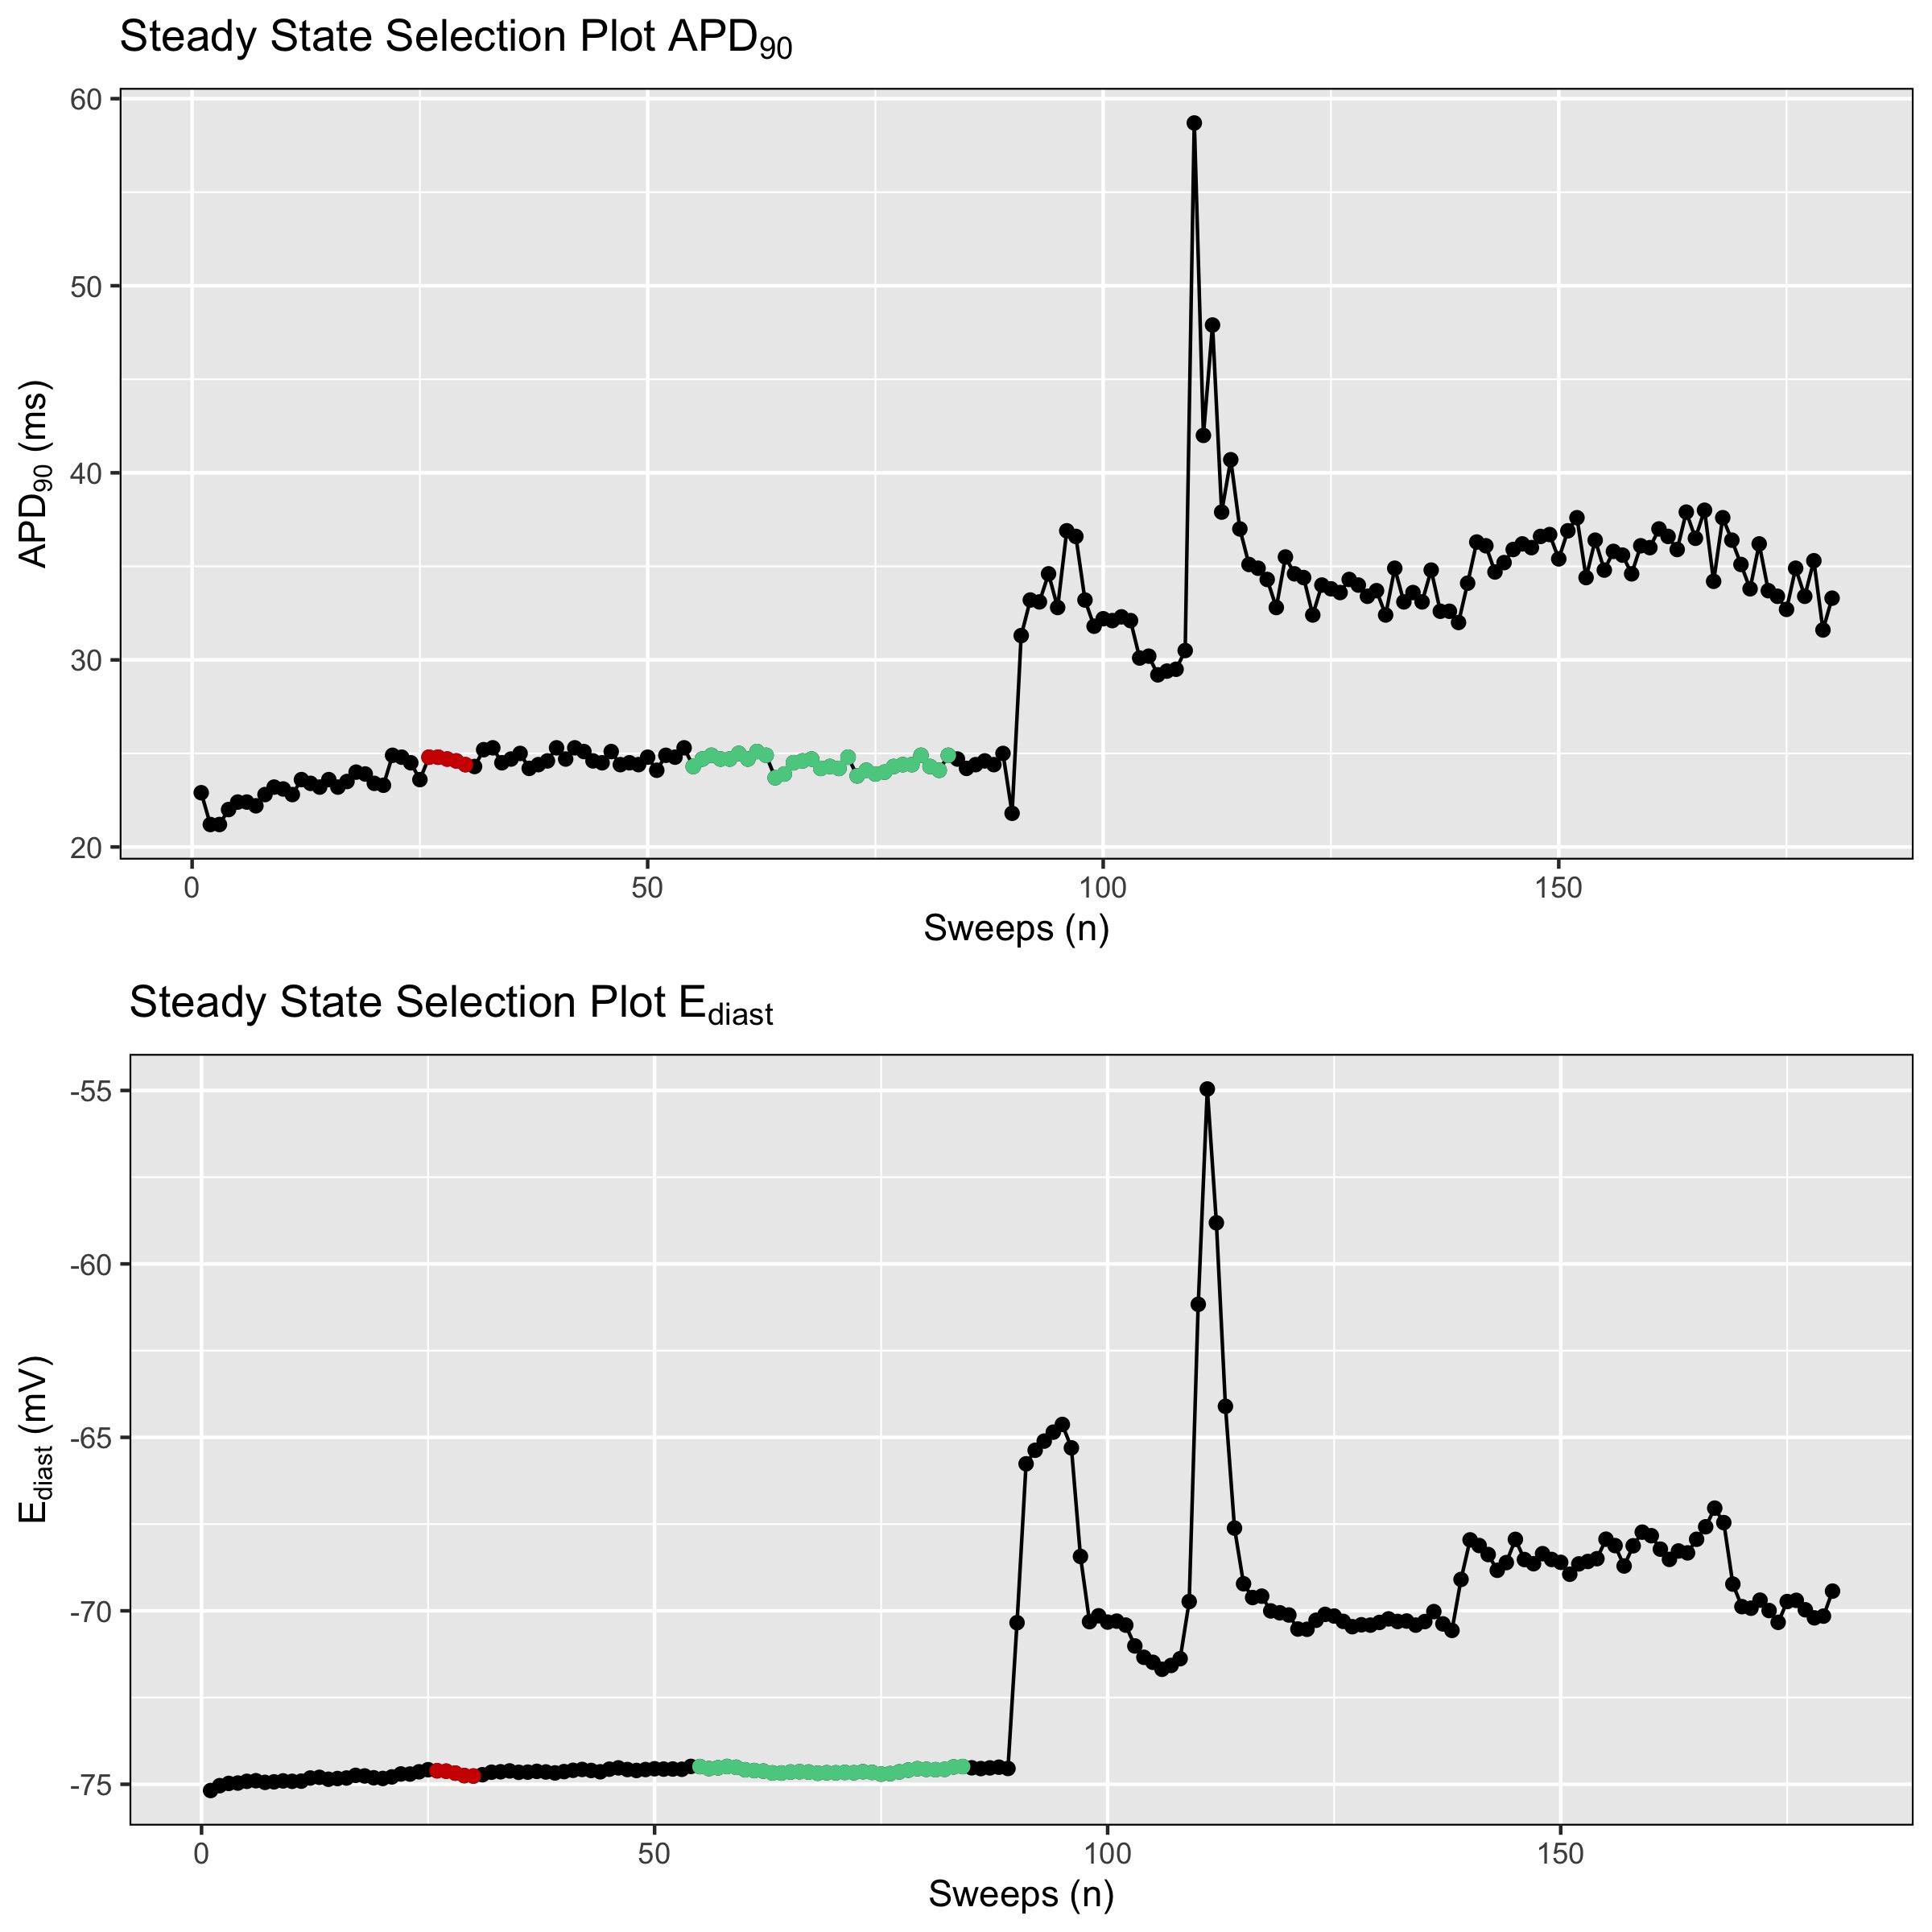 Steady State Selection Plot APD90
60
50
40
30
20
APD90 (ms)
0 50 100 150
Sweeps (n)
Steady State Selection Plot Ediast
-55
-60
-65
-70
-75
Ediast (mV)
0 50 100 150
Sweeps (n)